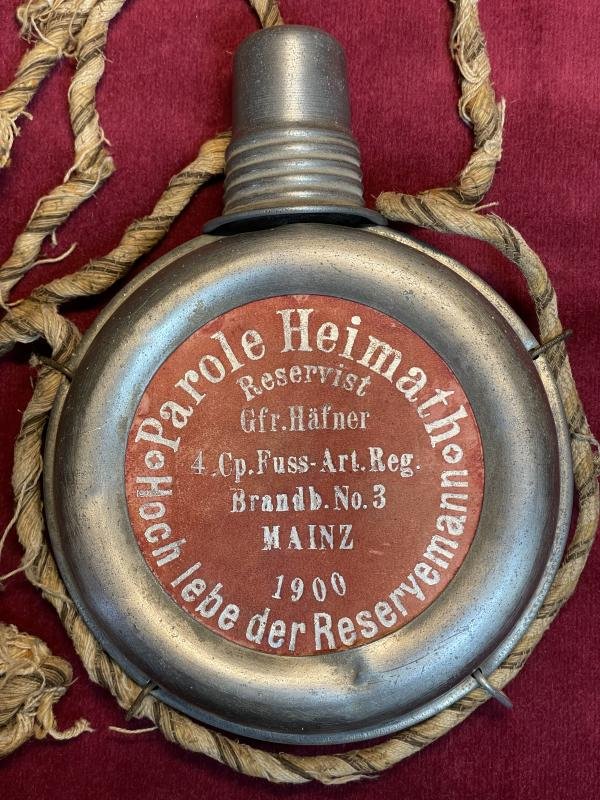 Parole Heimath
Reservist
Gfr. Häfner
4. Cp. Fuss-Art. Reg.
Brandb. No. 3
MAINZ
1900
Hoch lebe der Reservemann